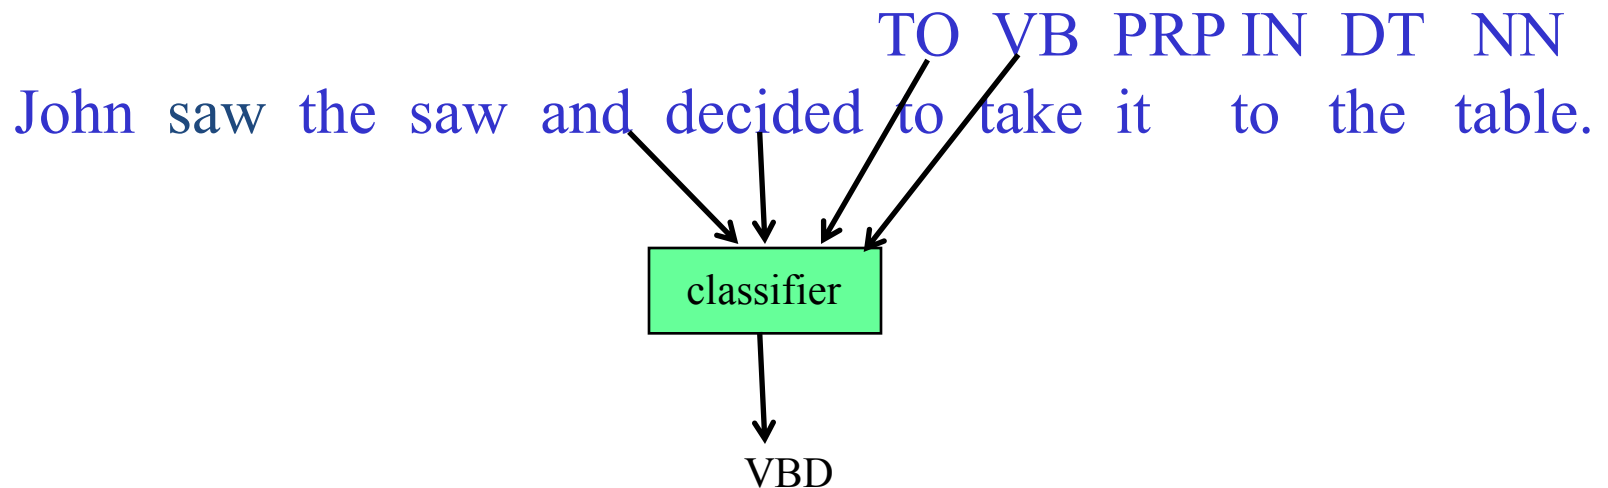 TO VB PRP IN DT NN
John saw the saw and decided to take it to the table.
classifier
VBD